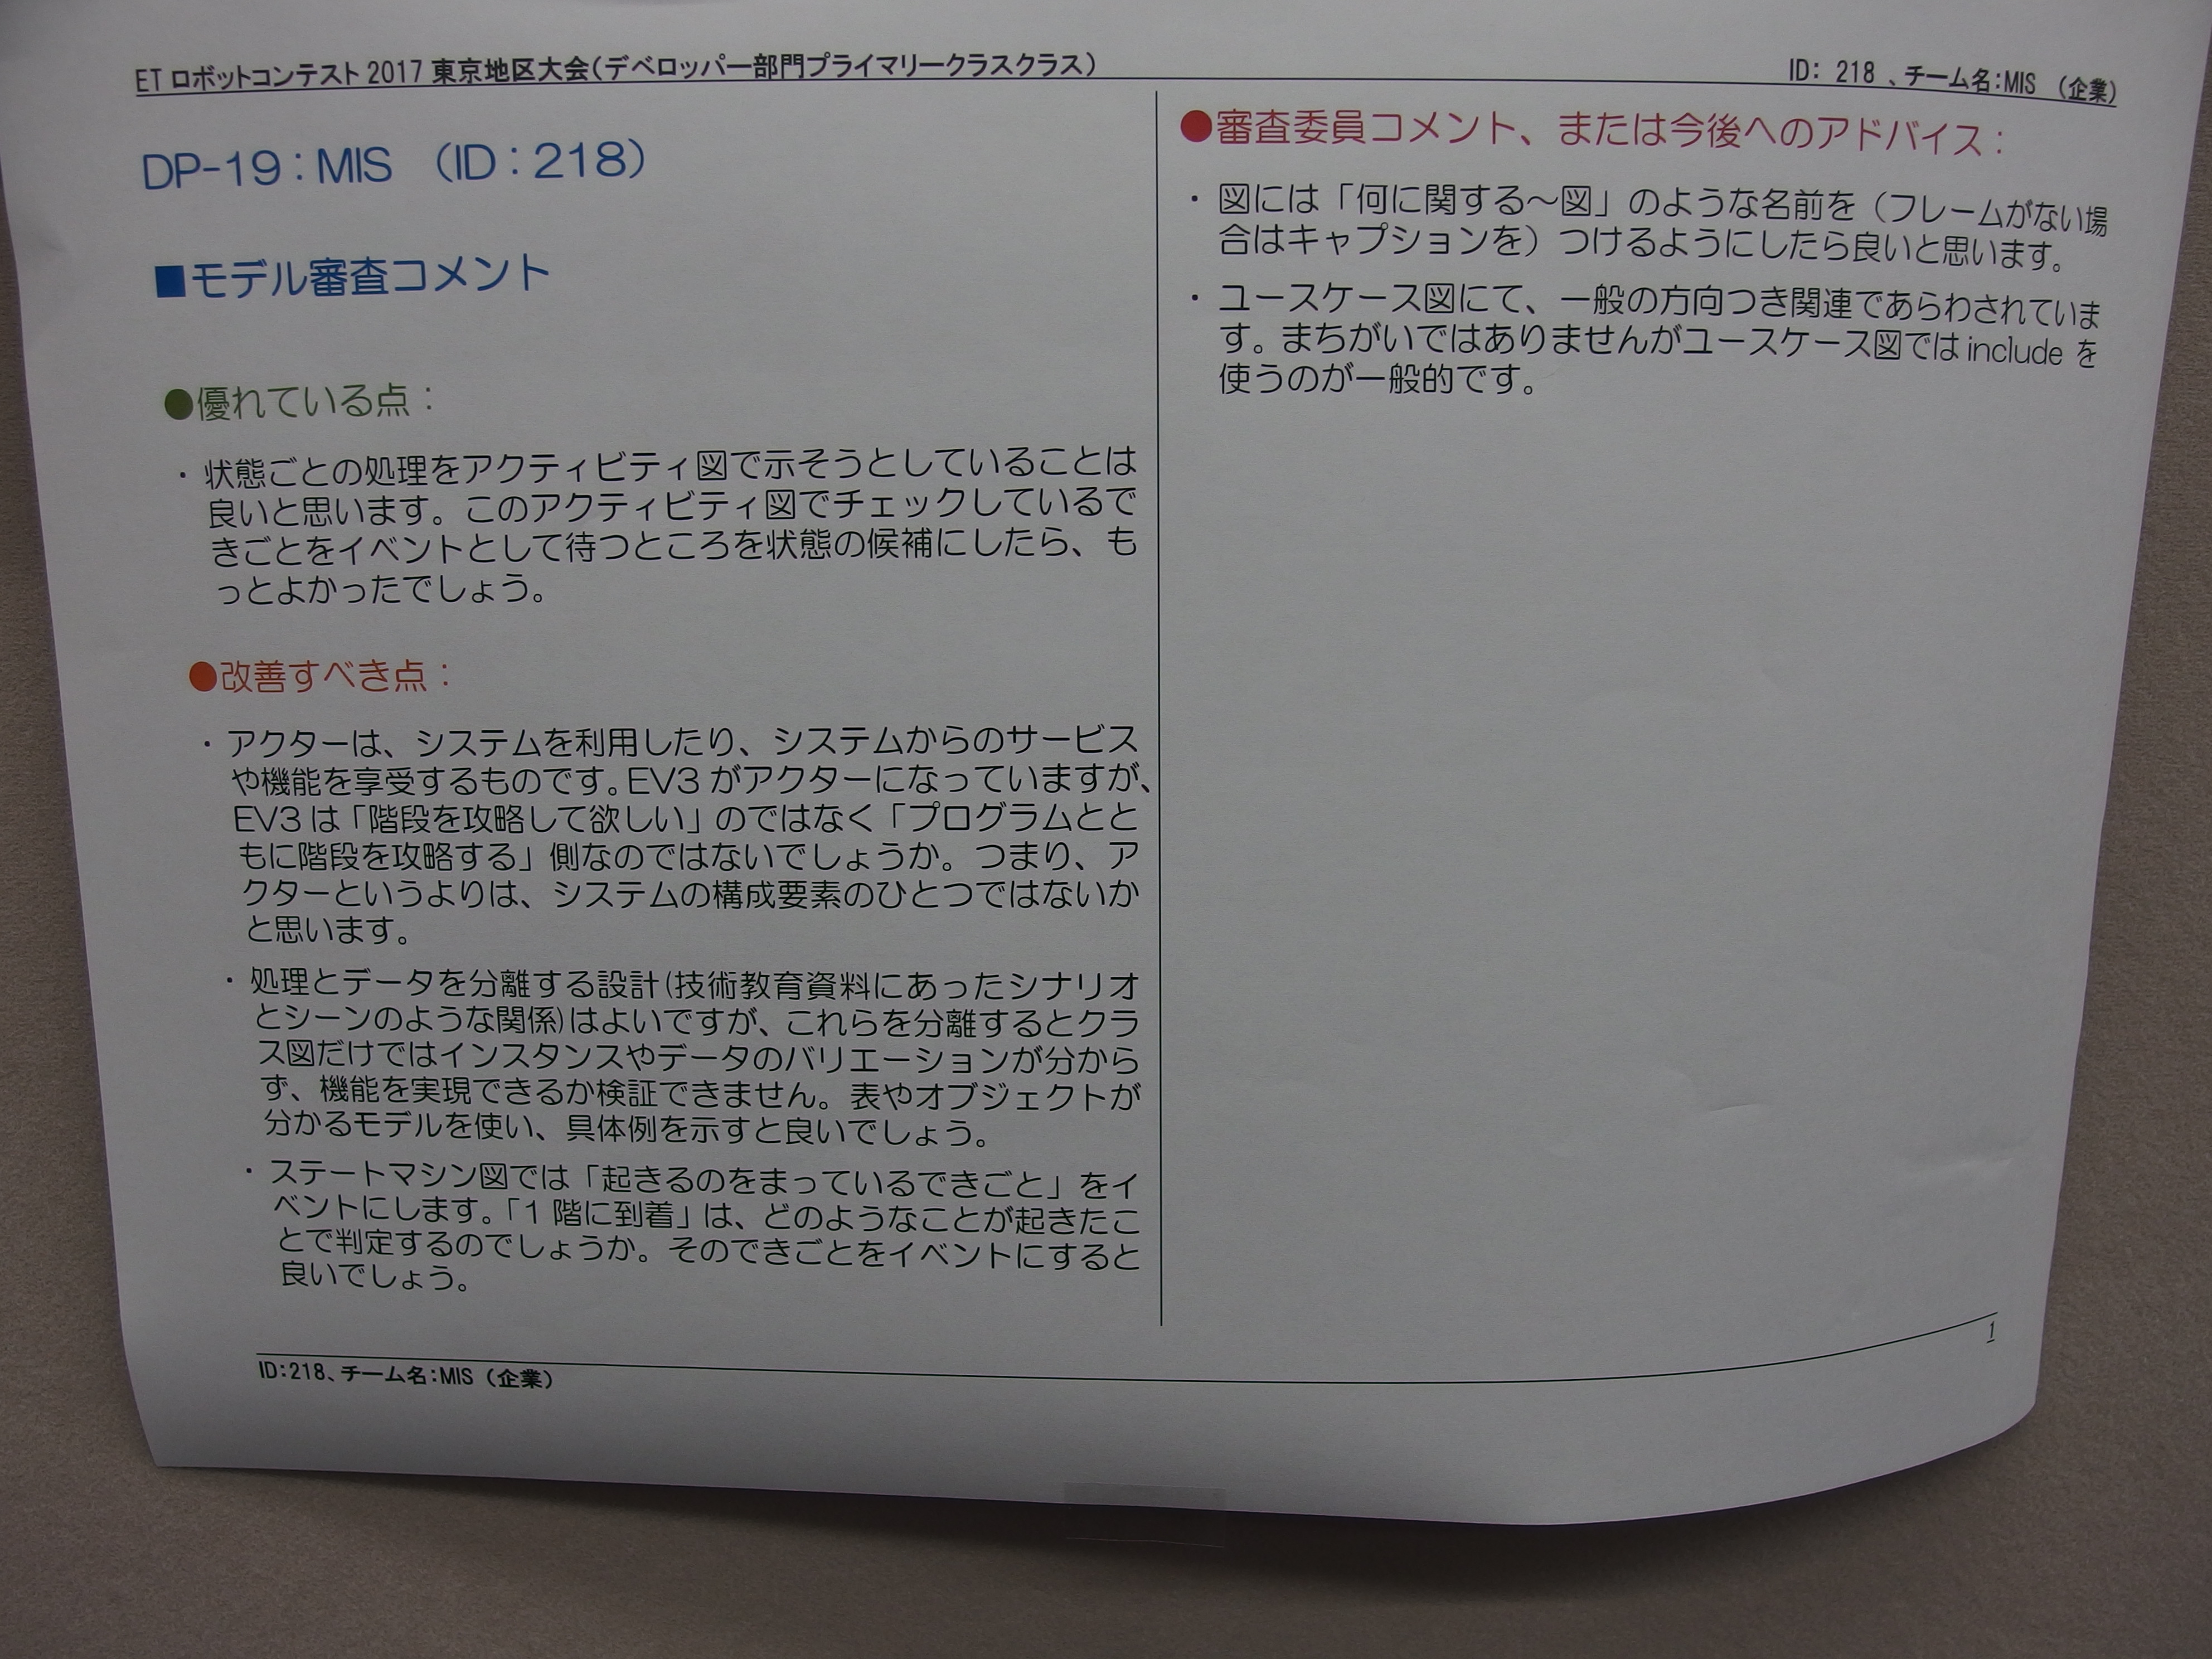 ET ロボットコンテスト 2017 東京地区大会(デベロッパー部門プライマリークラスクラス)
ID: 218 、チーム名:MIS (企業)
DP-19:MIS (ID:218)
■モデル審査コメント
●優れている点:
・状態ごとの処理をアクティビティ図で示そうとしていることは
良いと思います。このアクティビティ図でチェックしているで
きごとをイベントとして待つところを状態の候補にしたら、も
っとよかったでしょう。
●改善すべき点:
・アクターは、システムを利用したり、システムからのサービス
や機能を享受するものです。EV3 がアクターになっていますが、
EV3 は「階段を攻略して欲しい」のではなく「プログラムとと
もに階段を攻略する」側なのではないでしょうか。つまり、ア
クターというよりは、システムの構成要素のひとつではないか
と思います。
・処理とデータを分離する設計(技術教育資料にあったシナリオ
とシーンのような関係)はよいですが、これらを分離するとクラ
ス図だけではインスタンスやデータのバリエーションが分から
ず、機能を実現できるか検証できません。表やオブジェクトが
分かるモデルを使い、具体例を示すと良いでしょう。
・ステートマシン図では「起きるのをまっているできごと」をイ
ベントにします。「1 階に到着」は、どのようなことが起きたこ
とで判定するのでしょうか。そのできごとをイベントにすると
良いでしょう。
●審査委員コメント、または今後へのアドバイス:
・図には「何に関する～図」のような名前を(フレームがない場
合はキャプションを)つけるようにしたら良いと思います。
・ユースケース図にて、一般の方向つき関連であらわされていま
す。まちがいではありませんがユースケース図では include を
使うのが一般的です。
ID:218、チーム名:MIS (企業)
1